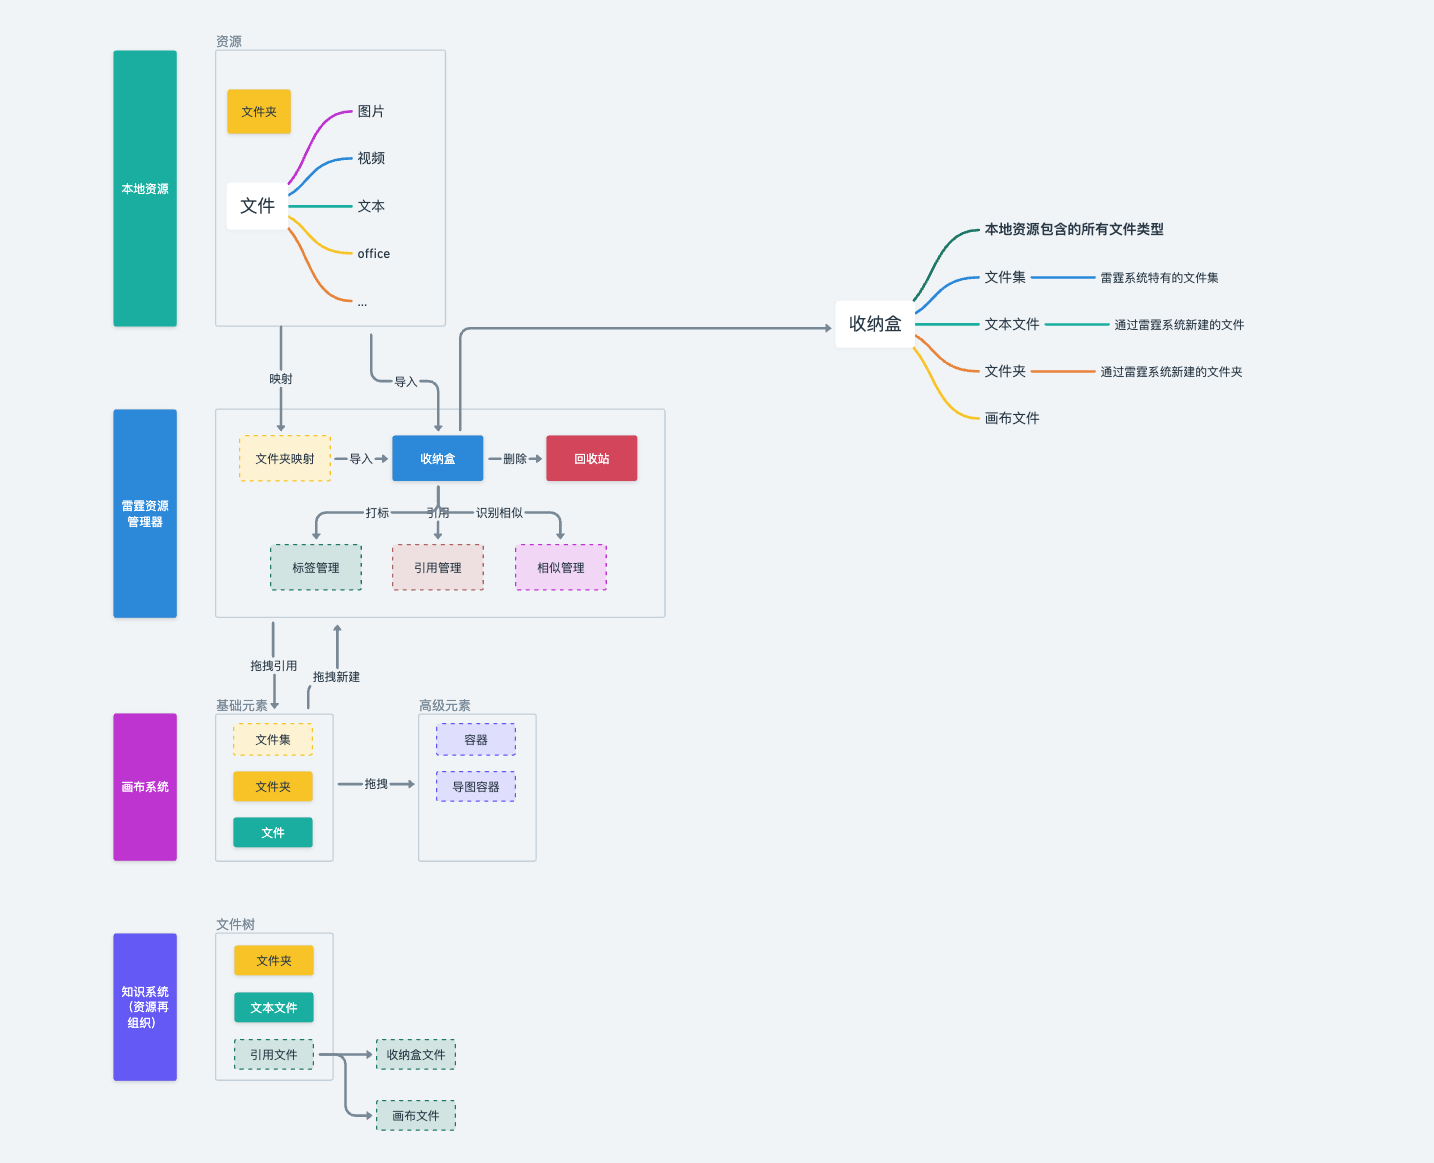 资源
本地资源
文件夹
文件
图片
视频
文本
office
...
映射
导入
收纳盒
本地资源包含的所有文件类型
文件集
雷霆系统特有的文件集
文本文件
通过雷霆系统新建的文件
文件夹
通过雷霆系统新建的文件夹
画布文件
雷霆资源
管理器
文件夹映射
导入
收纳盒
删除
回收站
打标
引用
识别相似
标签管理
引用管理
相似管理
拖拽引用
拖拽新建
画布系统
基础元素
文件集
文件夹
文件
拖拽
高级元素
容器
导图容器
知识系统
(资源再
组织)
文件树
文件夹
文本文件
引用文件
收纳盒文件
画布文件